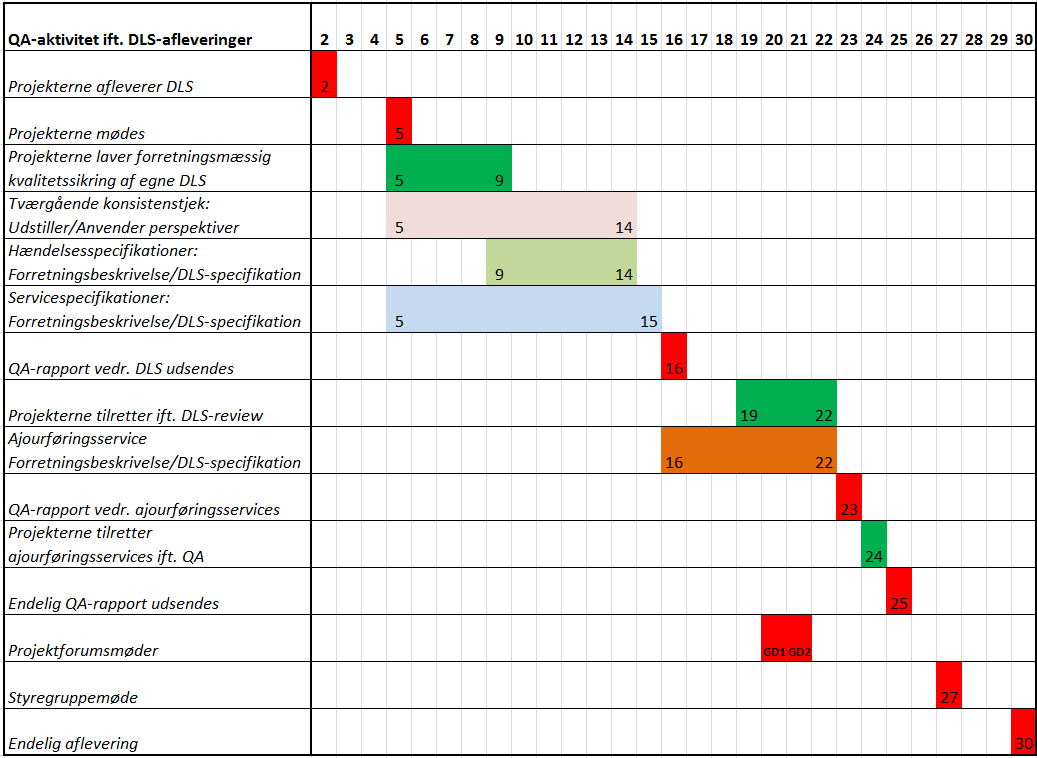 QA-aktivitet ift. DLS-afleveringer 2 3 4 5 6 7 8 9 10 11 12 13 14 15 16 17 18 19 20 21 22 23 24 25 26 27 28 29 30
Projekterne afleverer DLS 2
Projekterne mødes 5
Projekterne laver forretningsmæssig
kvalitetssikring af egne DLS 5 9
Tværgående konsistenstjek:
Udstiller/Anvender perspektiver 5 14
Hændelsesspecifikationer:
Forretningsbeskrivelse/DLS-specifikation 9 14
Servicespecifikationer:
Forretningsbeskrivelse/DLS-specifikation 5 15
QA-rapport vedr. DLS udsendes 16
Projekterne tilretter ift. DLS-review 19 22
Ajourføringsservice
Forretningsbeskrivelse/DLS-specifikation 16 22
QA-rapport vedr. ajourføringsservices 23
Projekterne tilretter
ajourføringsservices ift. QA 24
Endelig QA-rapport udsendes 25
Projektforumsmøder GD1 GD2
Styregruppemøde 27
Endelig aflevering 30